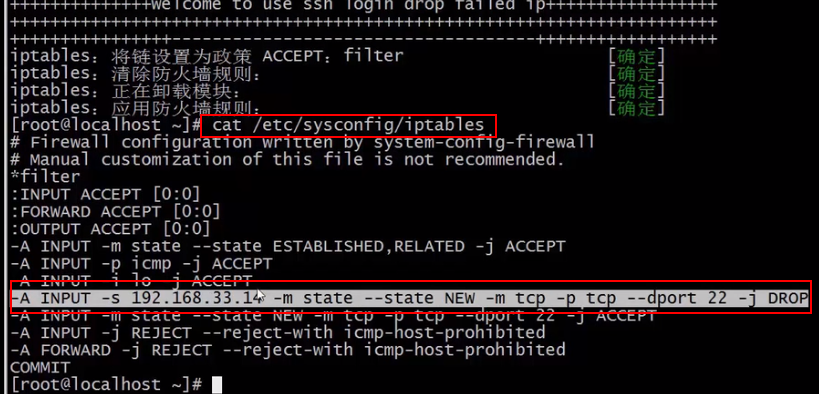 +++++++++++++++welcome to use ssh login drop failed ip+++++++++++++++++
++++++++++++++++++++++++++++++++++++++++++++++++++++++++++++++++++++++
++++++++++++++++------------------------------------++++++++++++++++++
iptables：将链设置为政策 ACCEPT：filter [确定]
iptables：清除防火墙规则： [确定]
iptables：正在卸载模块： [确定]
iptables：应用防火墙规则： [确定]
[root@localhost ~]# cat /etc/sysconfig/iptables
# Firewall configuration written by system-config-firewall
# Manual customization of this file is not recommended.
*filter
:INPUT ACCEPT [0:0]
:FORWARD ACCEPT [0:0]
:OUTPUT ACCEPT [0:0]
-A INPUT -m state --state ESTABLISHED,RELATED -j ACCEPT
-A INPUT -p icmp -j ACCEPT
-A INPUT -i lo -j ACCEPT
-A INPUT -s 192.168.33.14 -m state --state NEW -m tcp -p tcp --dport 22 -j DROP
-A INPUT -m state --state NEW -m tcp -p tcp --dport 22 -j ACCEPT
-A INPUT -j REJECT --reject-with icmp-host-prohibited
-A FORWARD -j REJECT --reject-with icmp-host-prohibited
COMMIT
[root@localhost ~]#